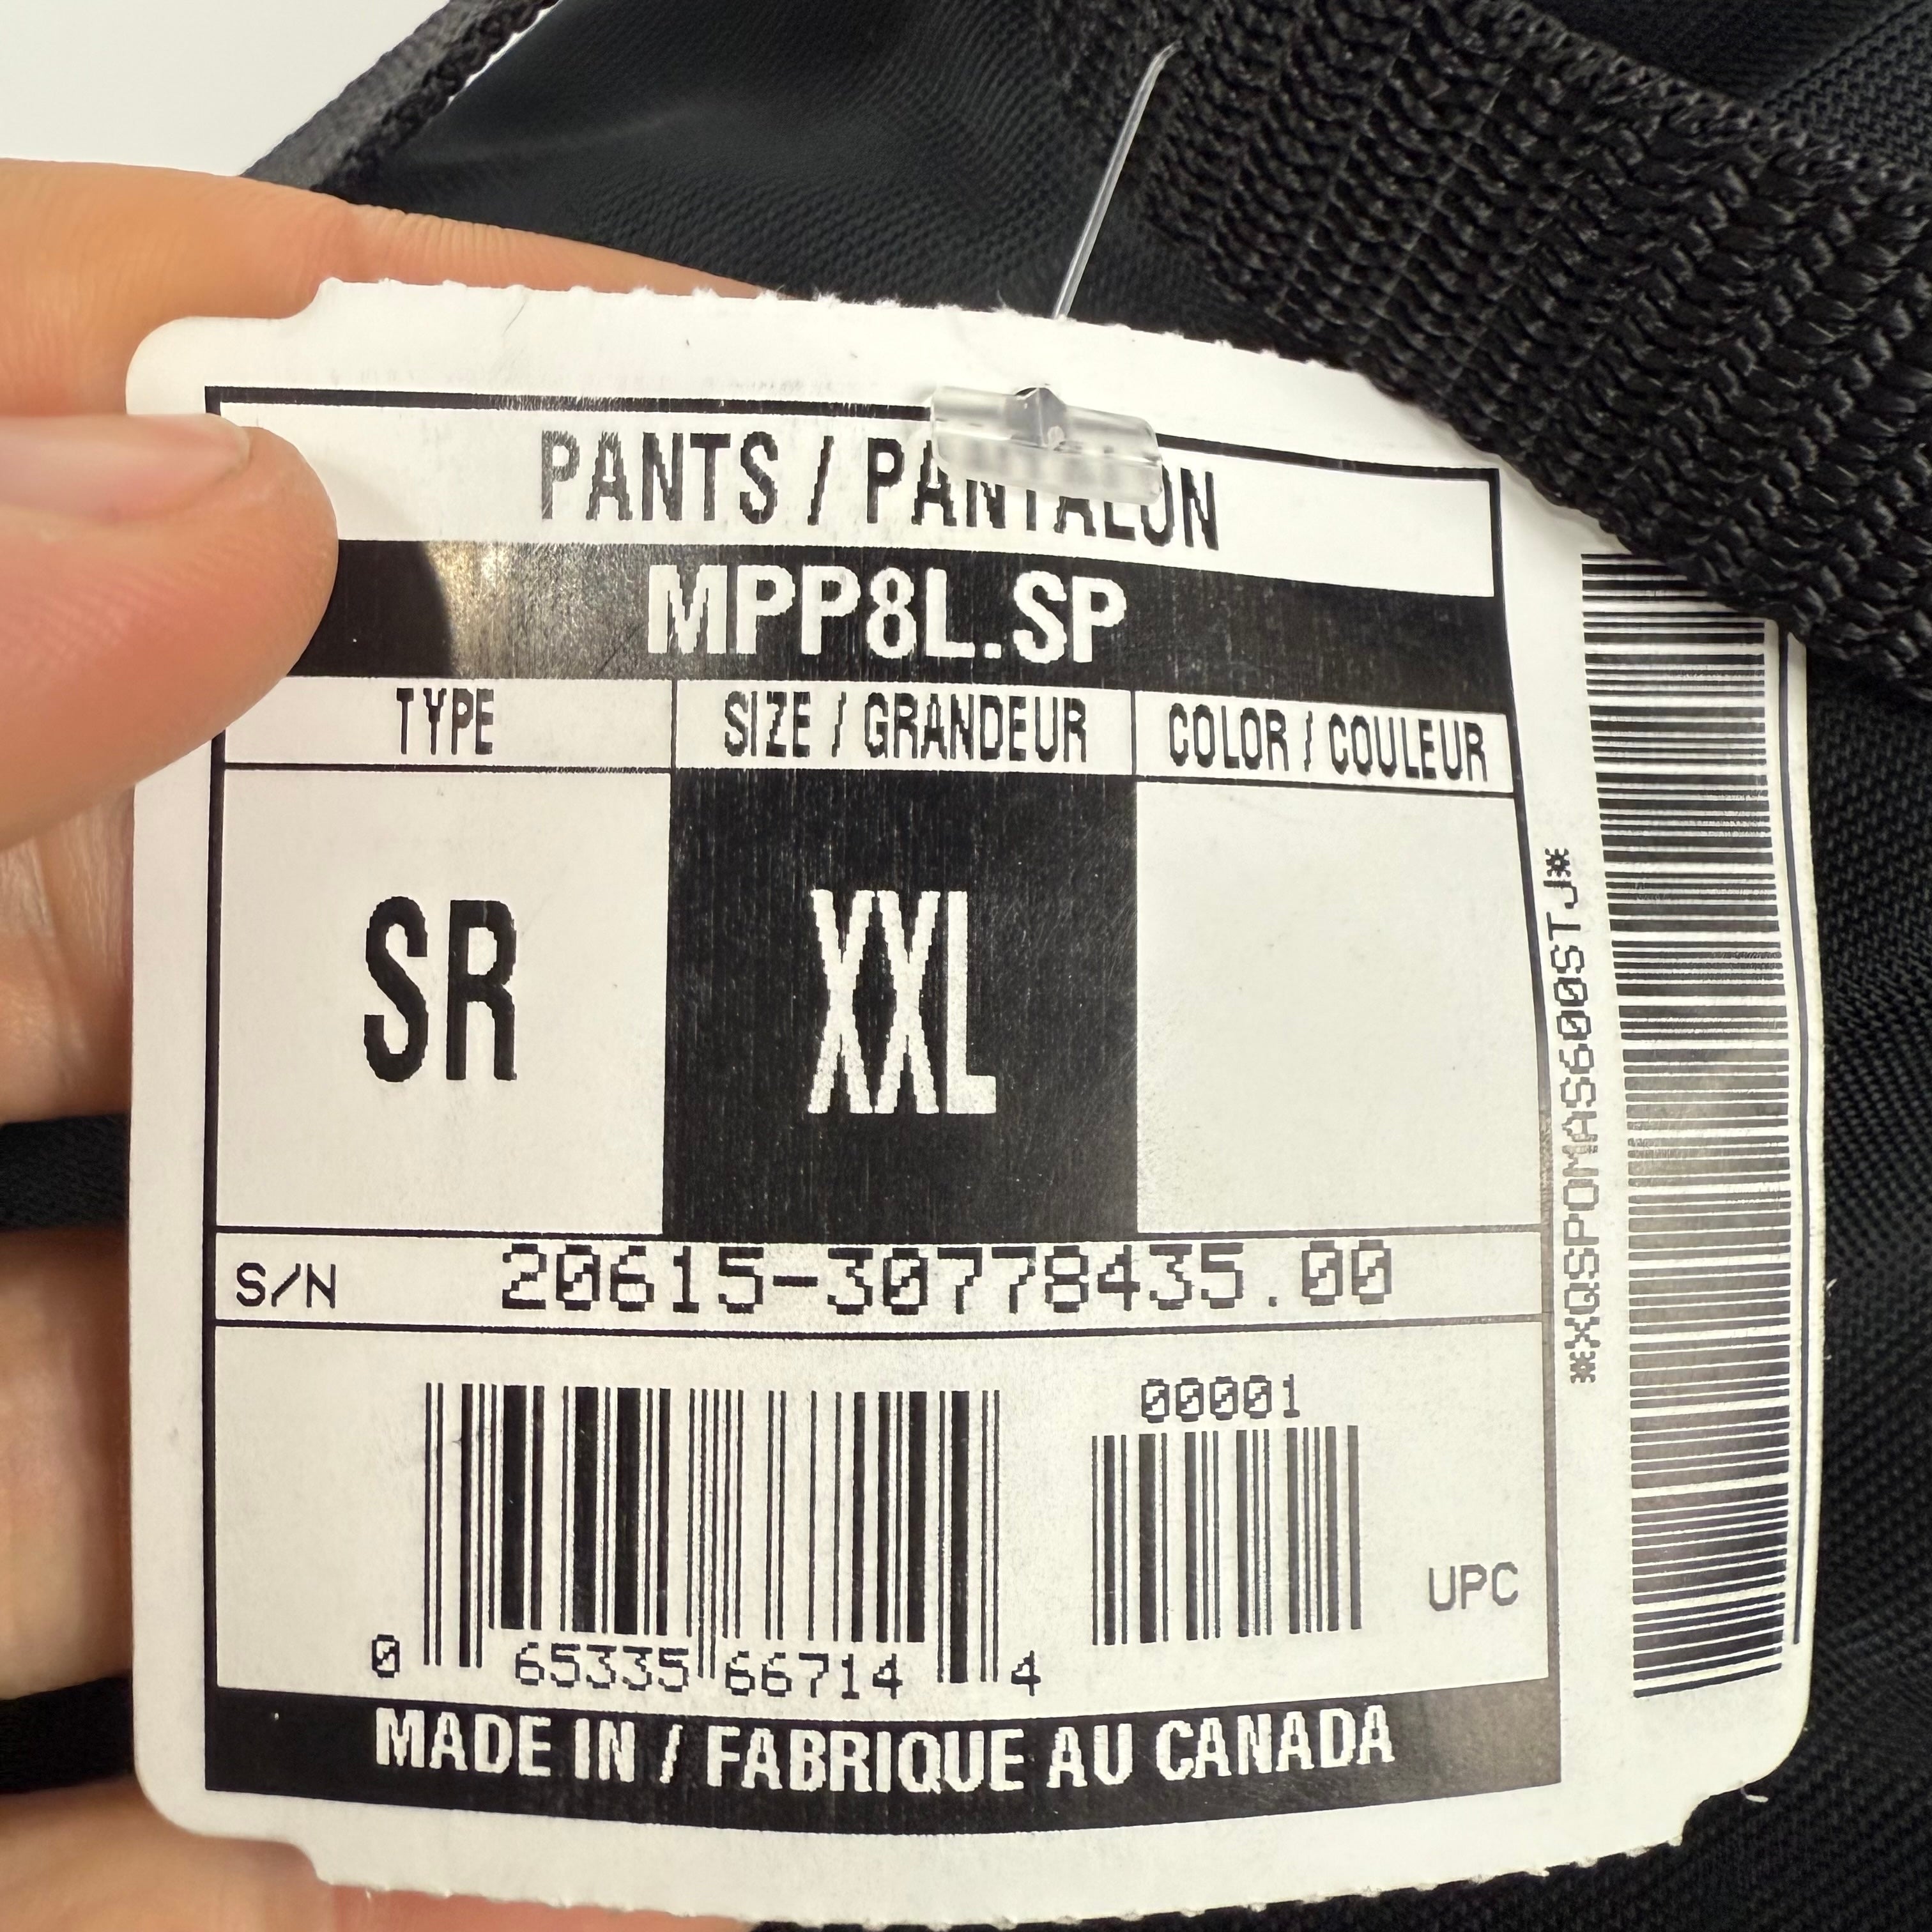 PANTS / PANTALON
MPP8L.SP
TYPE
SIZE / GRANDEUR
COLOR / COULEUR
SR
XXL
S/N
20615-30778435.00
00001
UPC
0 65335 66714 4
MADE IN / FABRIQUE AU CANADA
*XQSPOMAS600STJ*